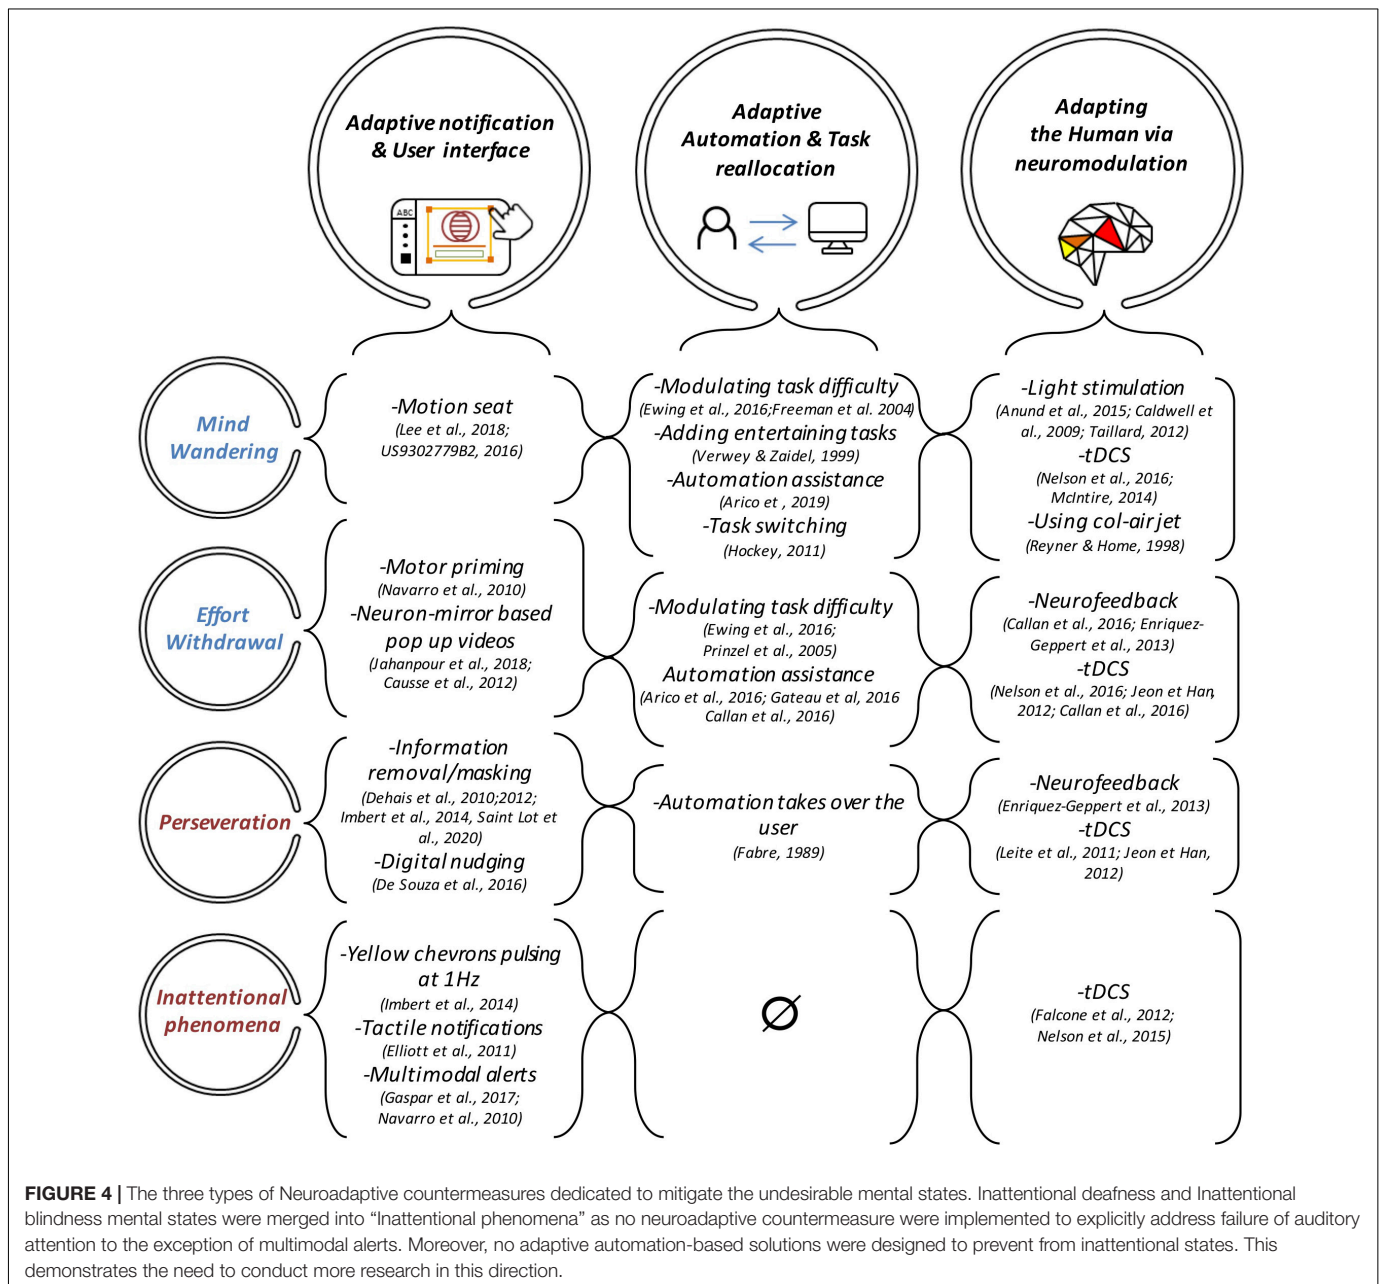 Adaptive notification
& User interface
ABC
Adaptive
Automation & Task
reallocation
Adapting
the Human via
neuromodulation
Mind
Wandering
-Motion seat
(Lee et al., 2018;
US9302779B2, 2016)
-Modulating task difficulty
(Ewing et al., 2016;Freeman et al. 2004)
-Adding entertaining tasks
(Verwey & Zaidel, 1999)
-Automation assistance
(Arico et , 2019)
-Task switching
(Hockey, 2011)
-Light stimulation
(Anund et al., 2015; Caldwell et
al., 2009; Taillard, 2012)
-tDCS
(Nelson et al., 2016;
McIntire, 2014)
-Using col-air jet
(Reyner & Home, 1998)
Effort
Withdrawal
-Motor priming
(Navarro et al., 2010)
-Neuron-mirror based
pop up videos
(Jahanpour et al., 2018;
Causse et al., 2012)
-Modulating task difficulty
(Ewing et al., 2016;
Prinzel et al., 2005)
Automation assistance
(Arico et al., 2016; Gateau et al, 2016
Callan et al., 2016)
-Neurofeedback
(Callan et al., 2016; Enriquez-
Geppert et al., 2013)
-tDCS
(Nelson et al., 2016; Jeon et Han,
2012; Callan et al., 2016)
Perseveration
-Information
removal/masking
(Dehais et al., 2010;2012;
Imbert et al., 2014, Saint Lot et
al., 2020)
-Digital nudging
(De Souza et al., 2016)
-Automation takes over the
user
(Fabre, 1989)
-Neurofeedback
(Enriquez-Geppert et al., 2013)
-tDCS
(Leite et al., 2011; Jeon et Han,
2012)
Inattentional
phenomena
-Yellow chevrons pulsing
at 1Hz
(Imbert et al., 2014)
-Tactile notifications
(Elliott et al., 2011)
-Multimodal alerts
(Gaspar et al., 2017;
Navarro et al., 2010)
Ø
-tDCS
(Falcone et al., 2012;
Nelson et al., 2015)
FIGURE 4 | The three types of Neuroadaptive countermeasures dedicated to mitigate the undesirable mental states. Inattentional deafness and Inattentional
blindness mental states were merged into “Inattentional phenomena” as no neuroadaptive countermeasure were implemented to explicitly address failure of auditory
attention to the exception of multimodal alerts. Moreover, no adaptive automation-based solutions were designed to prevent from inattentional states. This
demonstrates the need to conduct more research in this direction.